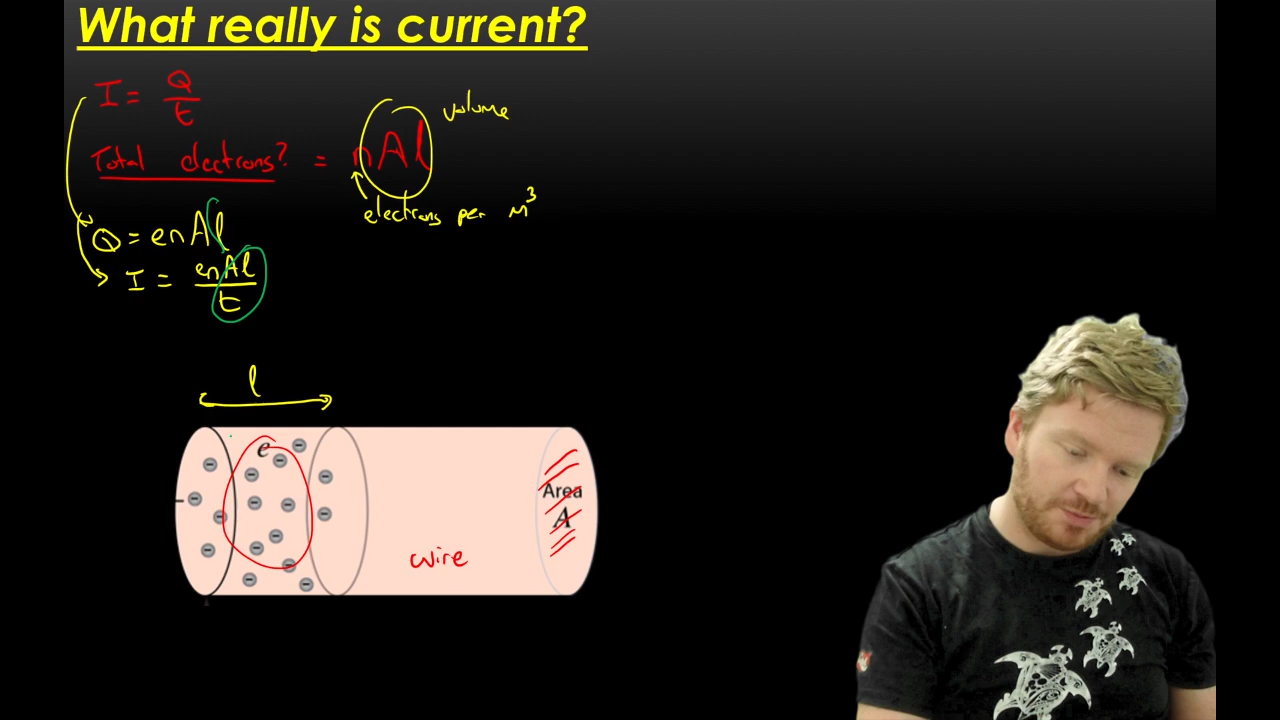 What really is current?
I = Q/t
volume
Total electrons? = nAl
electrons per m³
Q = enAl
I = enAl/t
l
e
Area
A
wire